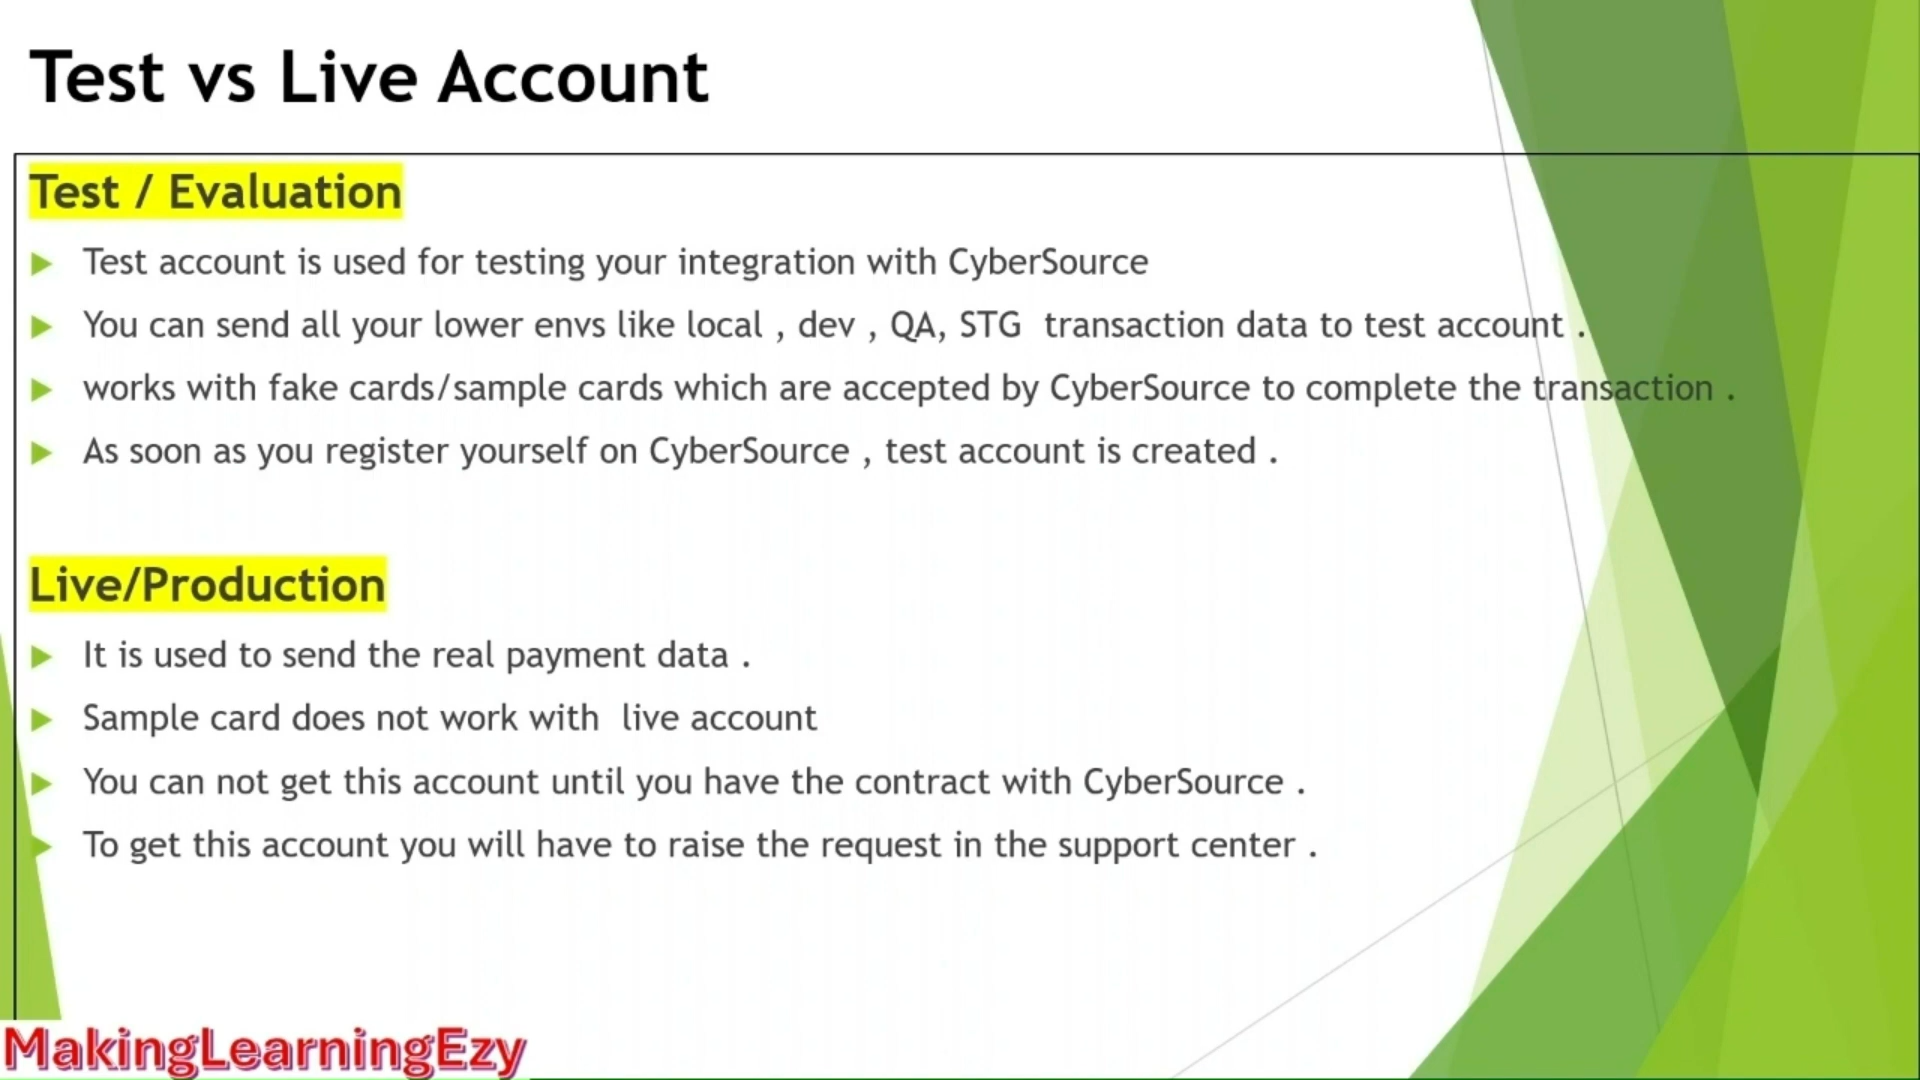 Test vs Live Account
Test / Evaluation
Test account is used for testing your integration with CyberSource
You can send all your lower envs like local , dev , QA, STG  transaction data to test account .
works with fake cards/sample cards which are accepted by CyberSource to complete the transaction .
As soon as you register yourself on CyberSource , test account is created .
Live/Production
It is used to send the real payment data .
Sample card does not work with  live account
You can not get this account until you have the contract with CyberSource .
To get this account you will have to raise the request in the support center .
MakingLearningEzy